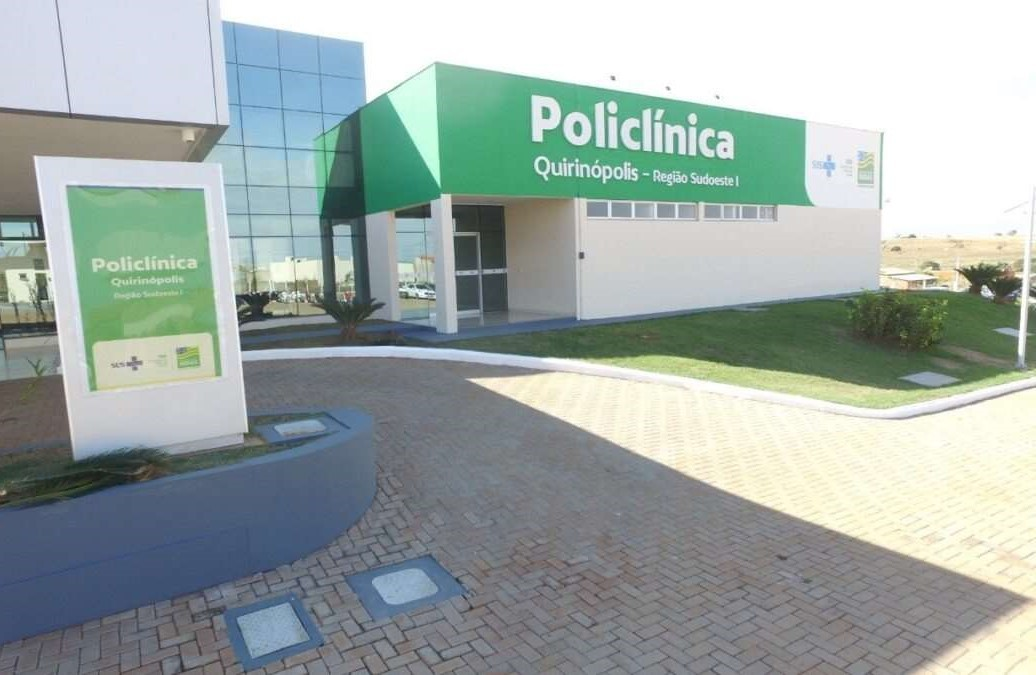 Policlínica
Quirinópolis - Região Sudoeste I
SUS
Policlínica
Quirinópolis
Região Sudoeste I
SUS